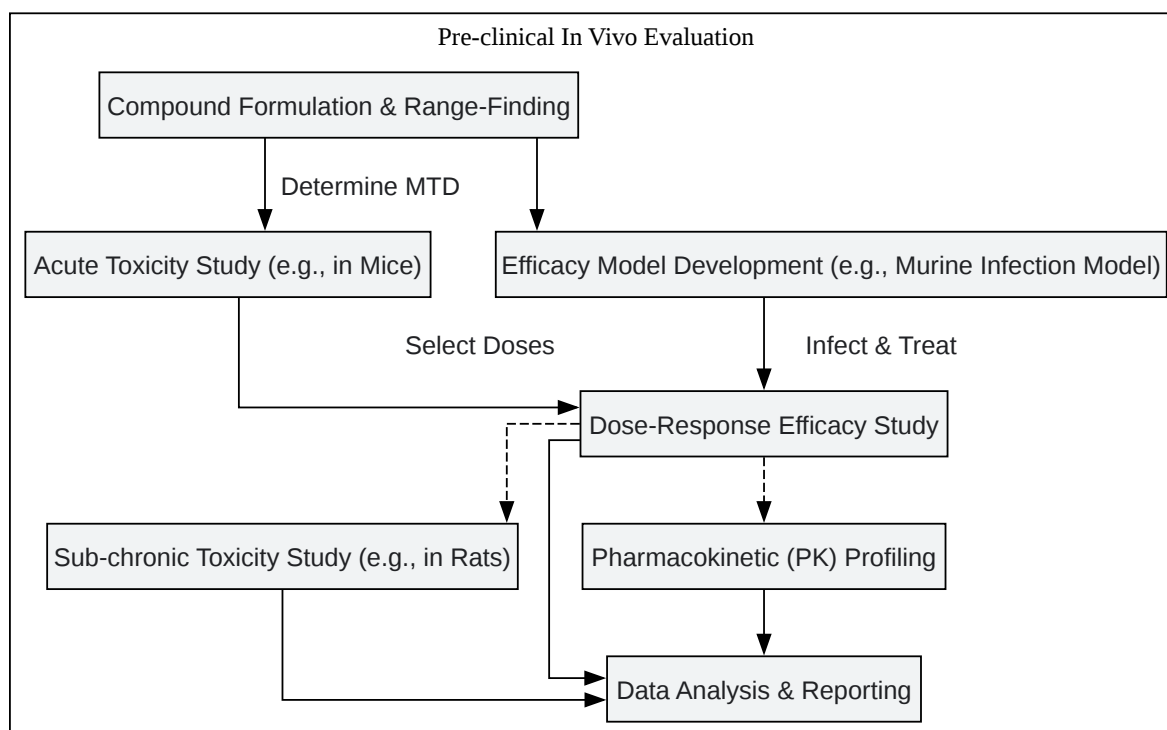 Pre-clinical In Vivo Evaluation
Compound Formulation & Range-Finding
Determine MTD
Acute Toxicity Study (e.g., in Mice)
Efficacy Model Development (e.g., Murine Infection Model)
Select Doses
Infect & Treat
Dose-Response Efficacy Study
Sub-chronic Toxicity Study (e.g., in Rats)
Pharmacokinetic (PK) Profiling
Data Analysis & Reporting